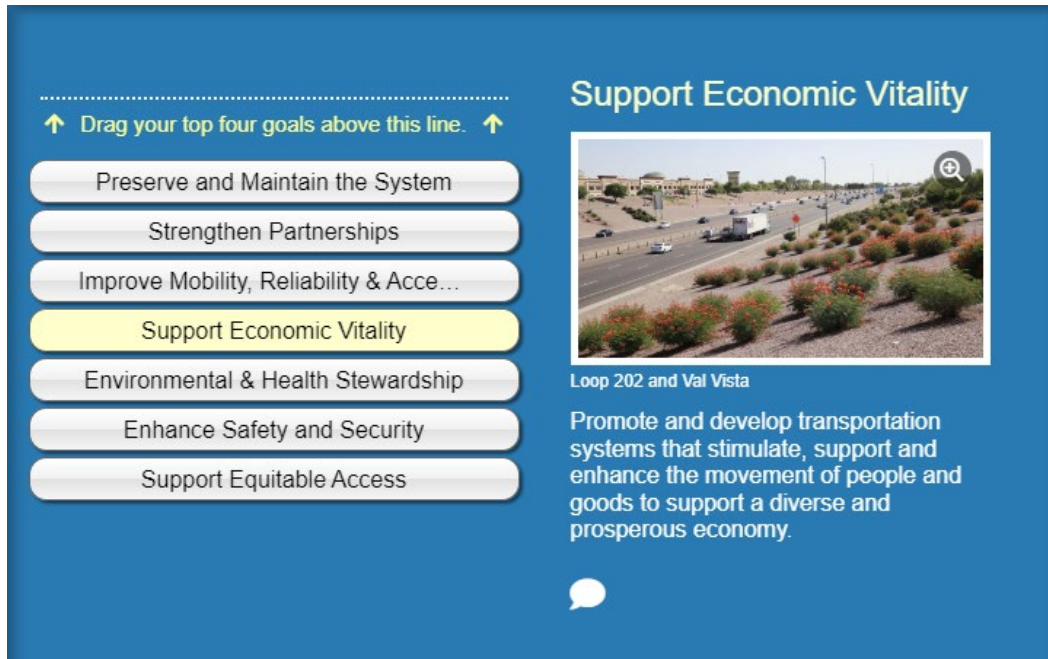 Drag your top four goals above this line.
Preserve and Maintain the System
Strengthen Partnerships
Improve Mobility, Reliability & Acce...
Support Economic Vitality
Environmental & Health Stewardship
Enhance Safety and Security
Support Equitable Access
Support Economic Vitality
Loop 202 and Val Vista
Promote and develop transportation
systems that stimulate, support and
enhance the movement of people and
goods to support a diverse and
prosperous economy.